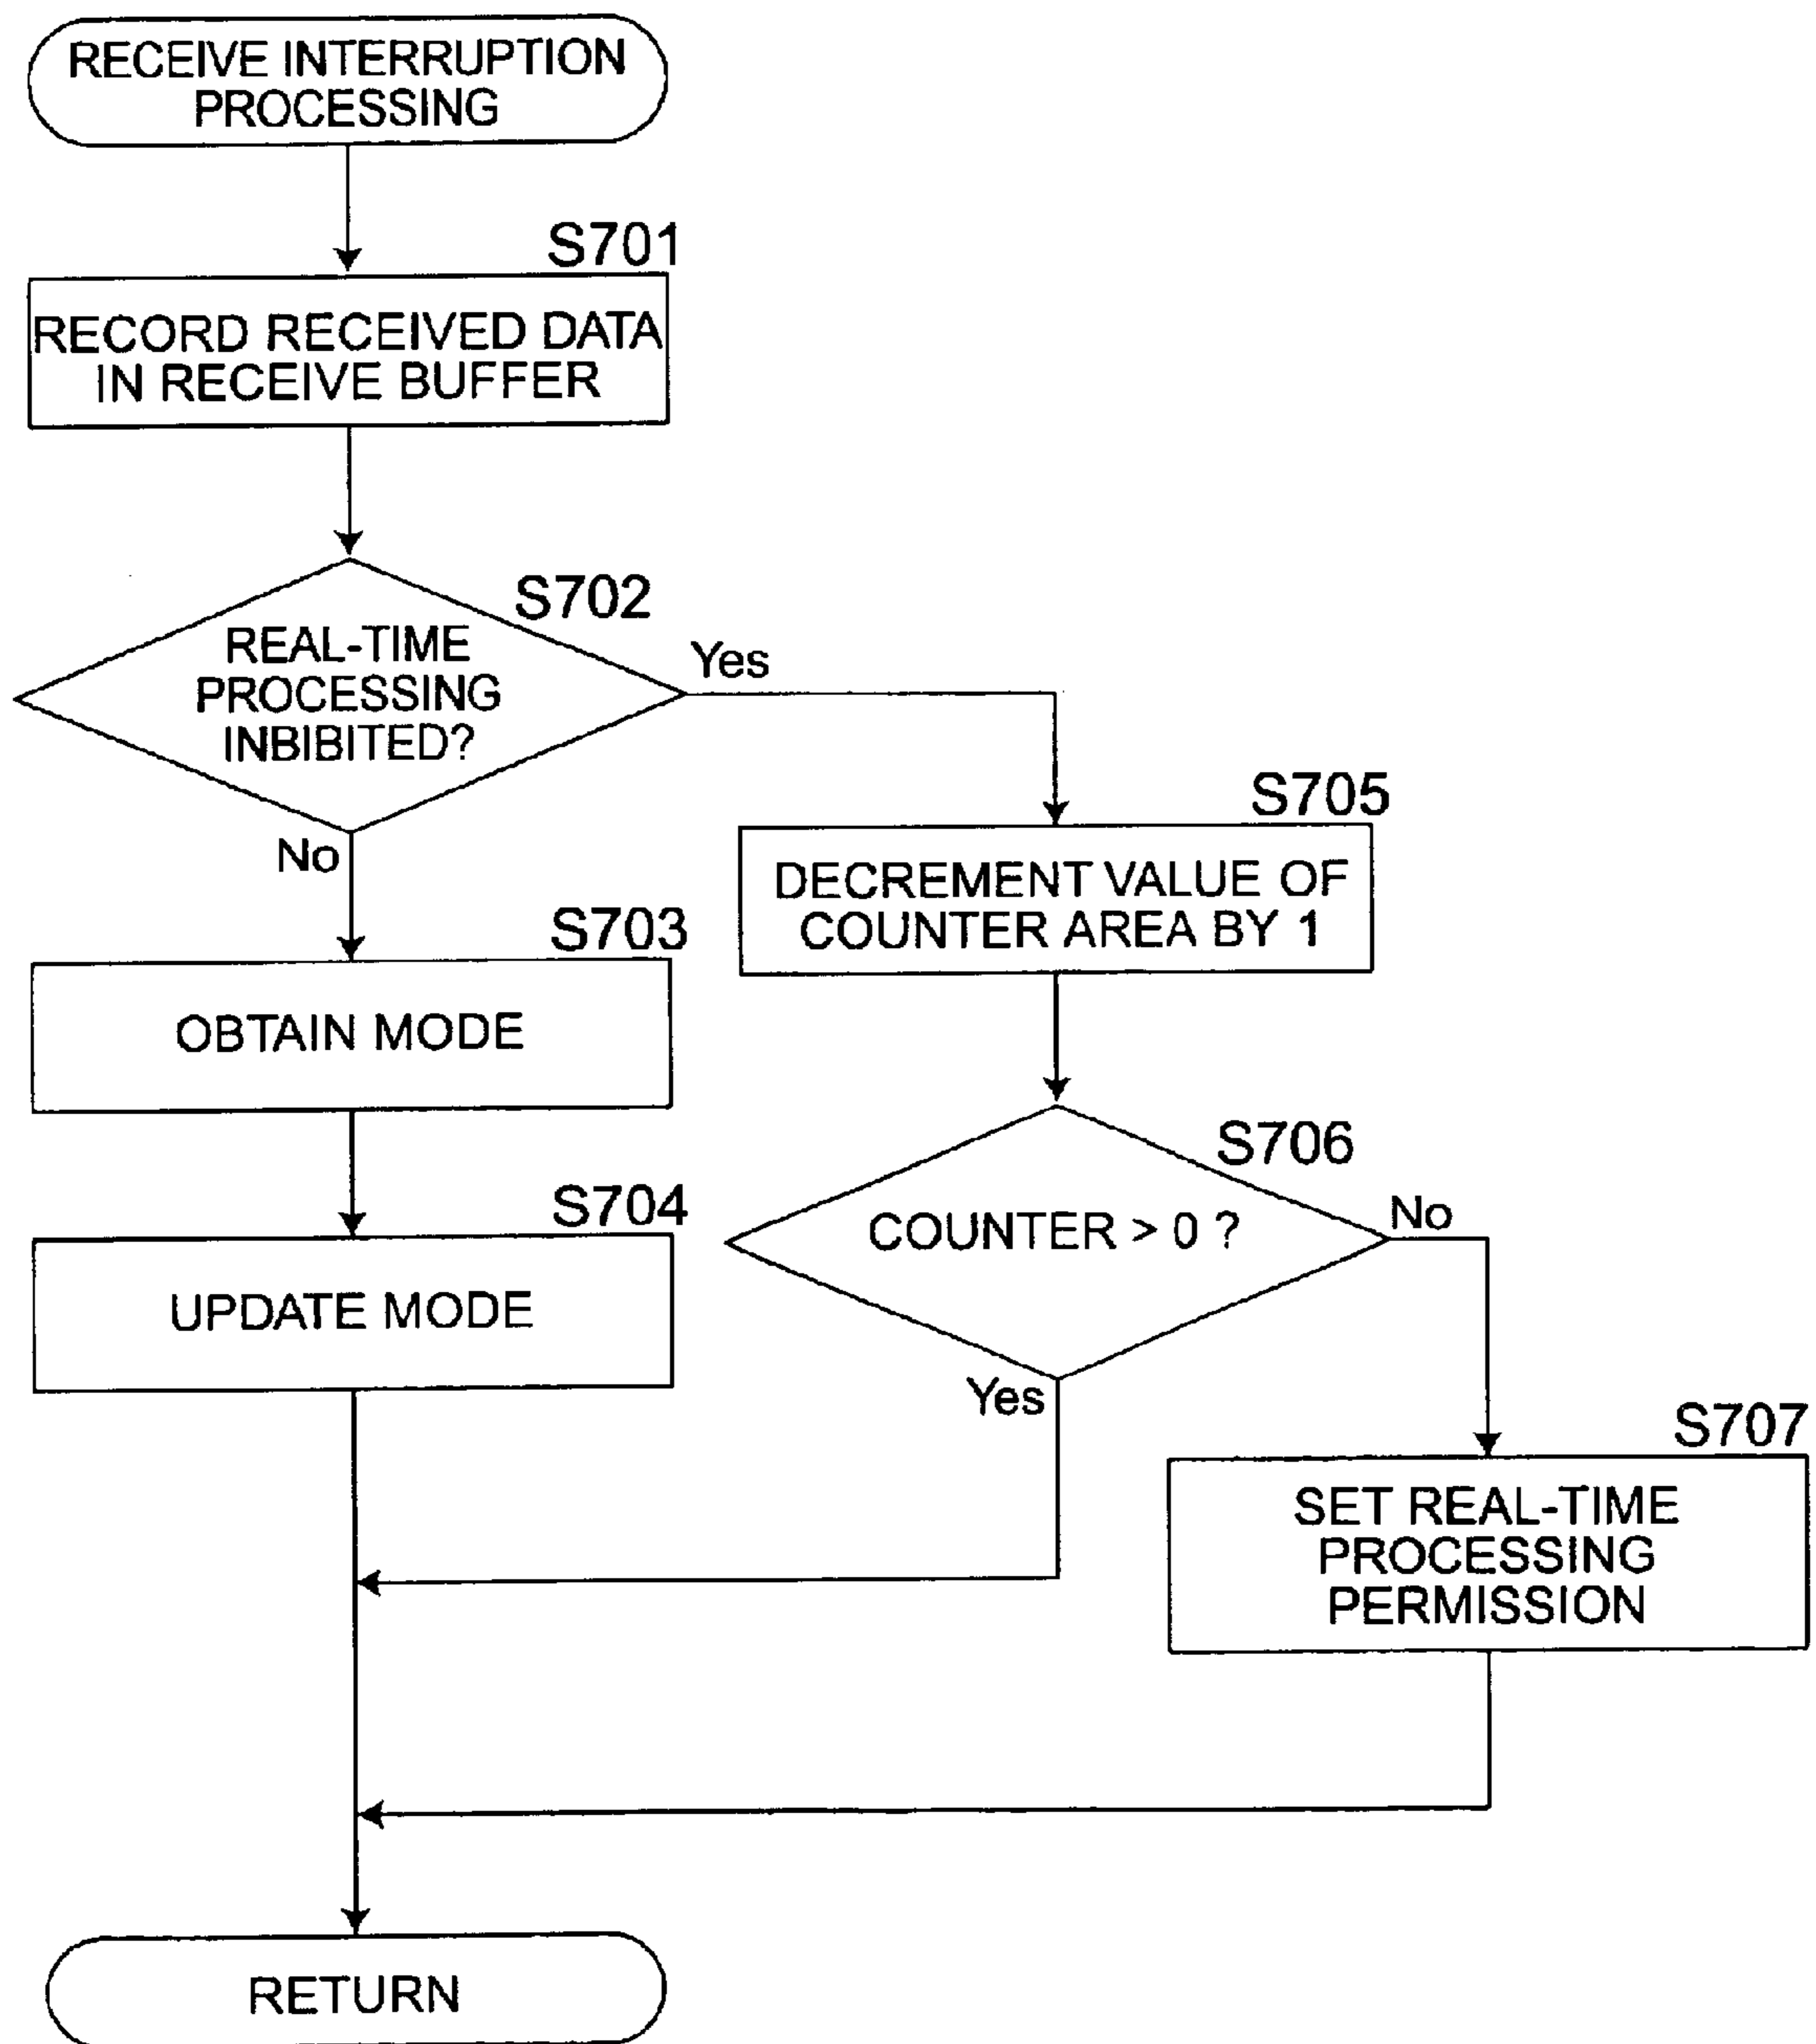 RECEIVE INTERRUPTION
PROCESSING
S701
RECORD RECEIVED DATA
IN RECEIVE BUFFER
S702
REAL-TIME
PROCESSING
INBIBITED?
Yes
No
S703
OBTAIN MODE
S704
UPDATE MODE
S705
DECREMENT VALUE OF
COUNTER AREA BY 1
S706
COUNTER > 0 ?
No
Yes
S707
SET REAL-TIME
PROCESSING
PERMISSION
RETURN